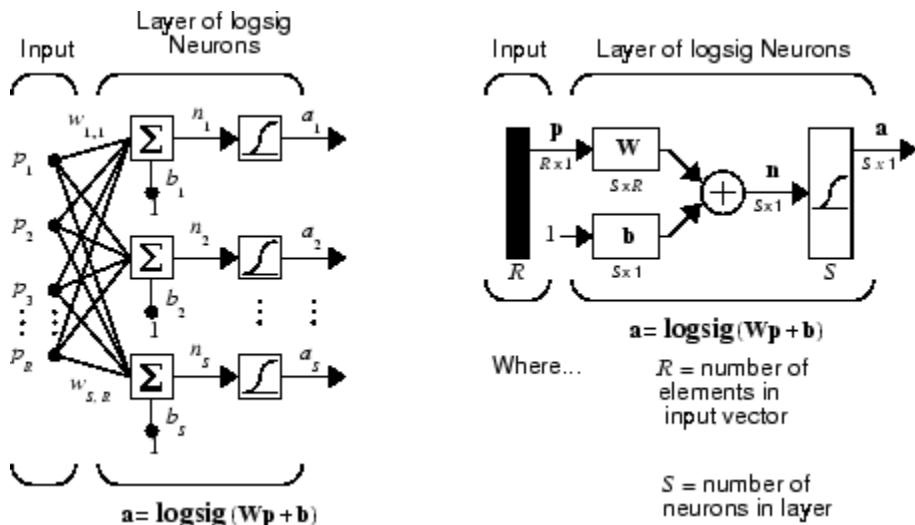 Input
Layer of logsig
Neurons
w1,1
n1
a1
Σ
p1
b1
1
p2
n2
a2
Σ
p3
b2
1
pR
nS
aS
Σ
wS, R
bS
1
a= logsig (Wp + b)
Input
Layer of logsig Neurons
p
W
a
R x 1
S x R
S x 1
n
+
S x 1
1
b
R
S x 1
S
a= logsig (Wp + b)
Where...
R = number of
elements in
input vector
S = number of
neurons in layer